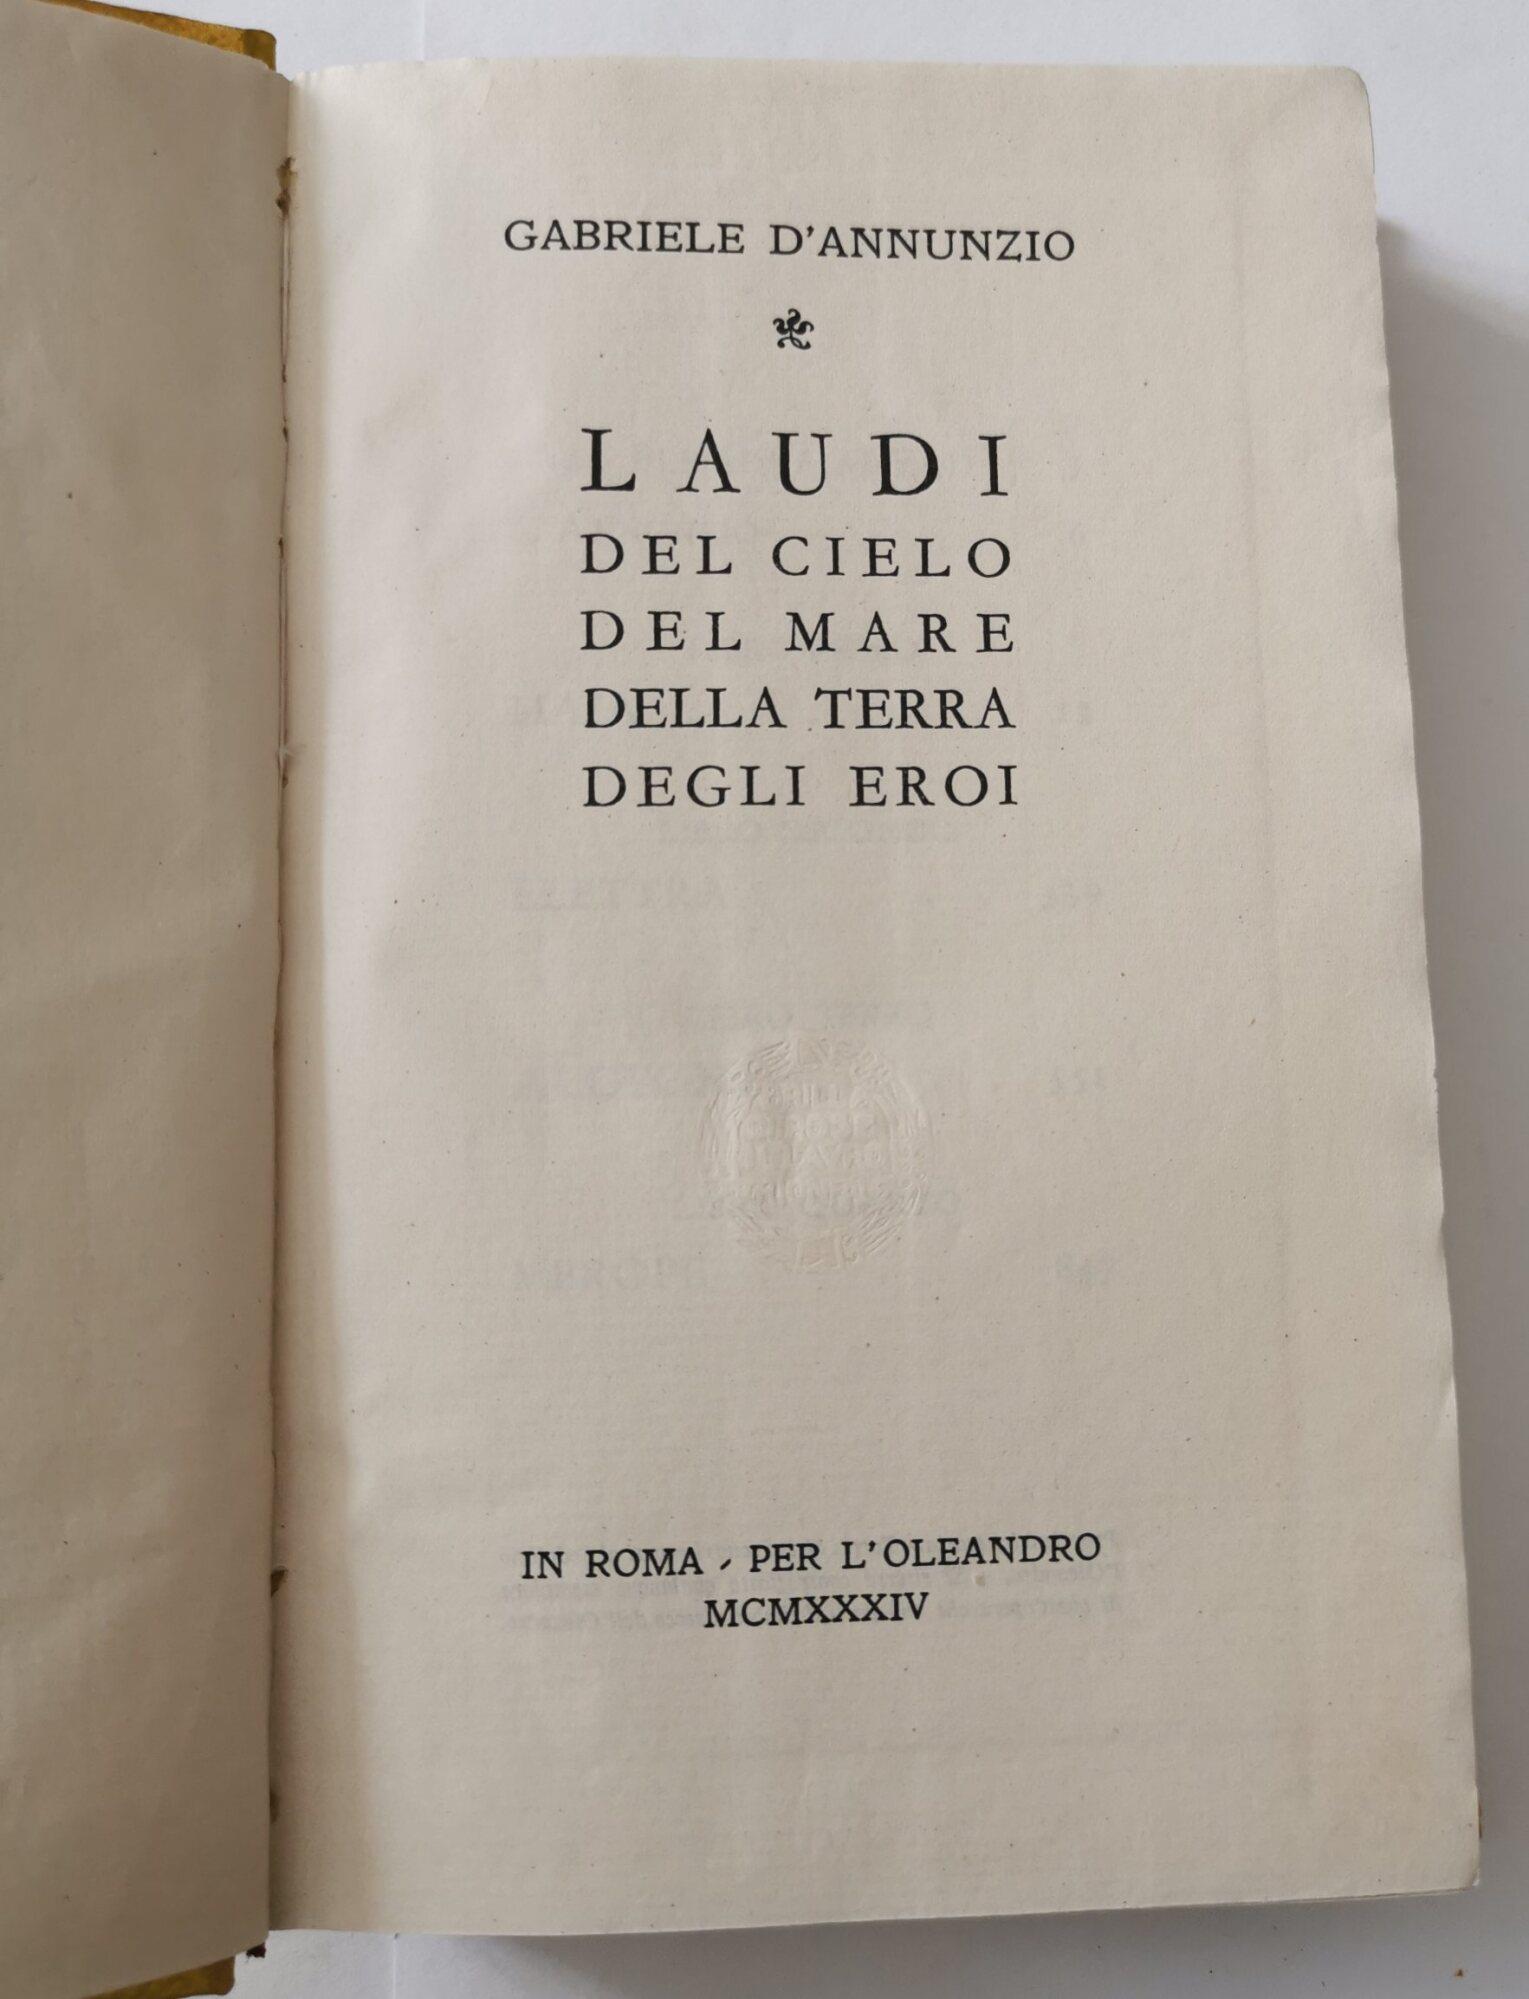 GABRIELE D'ANNUNZIO
LAUDI
DEL CIELO
DEL MARE
DELLA TERRA
DEGLI EROI
IN ROMA - PER L'OLEANDRO
MCMXXXIV